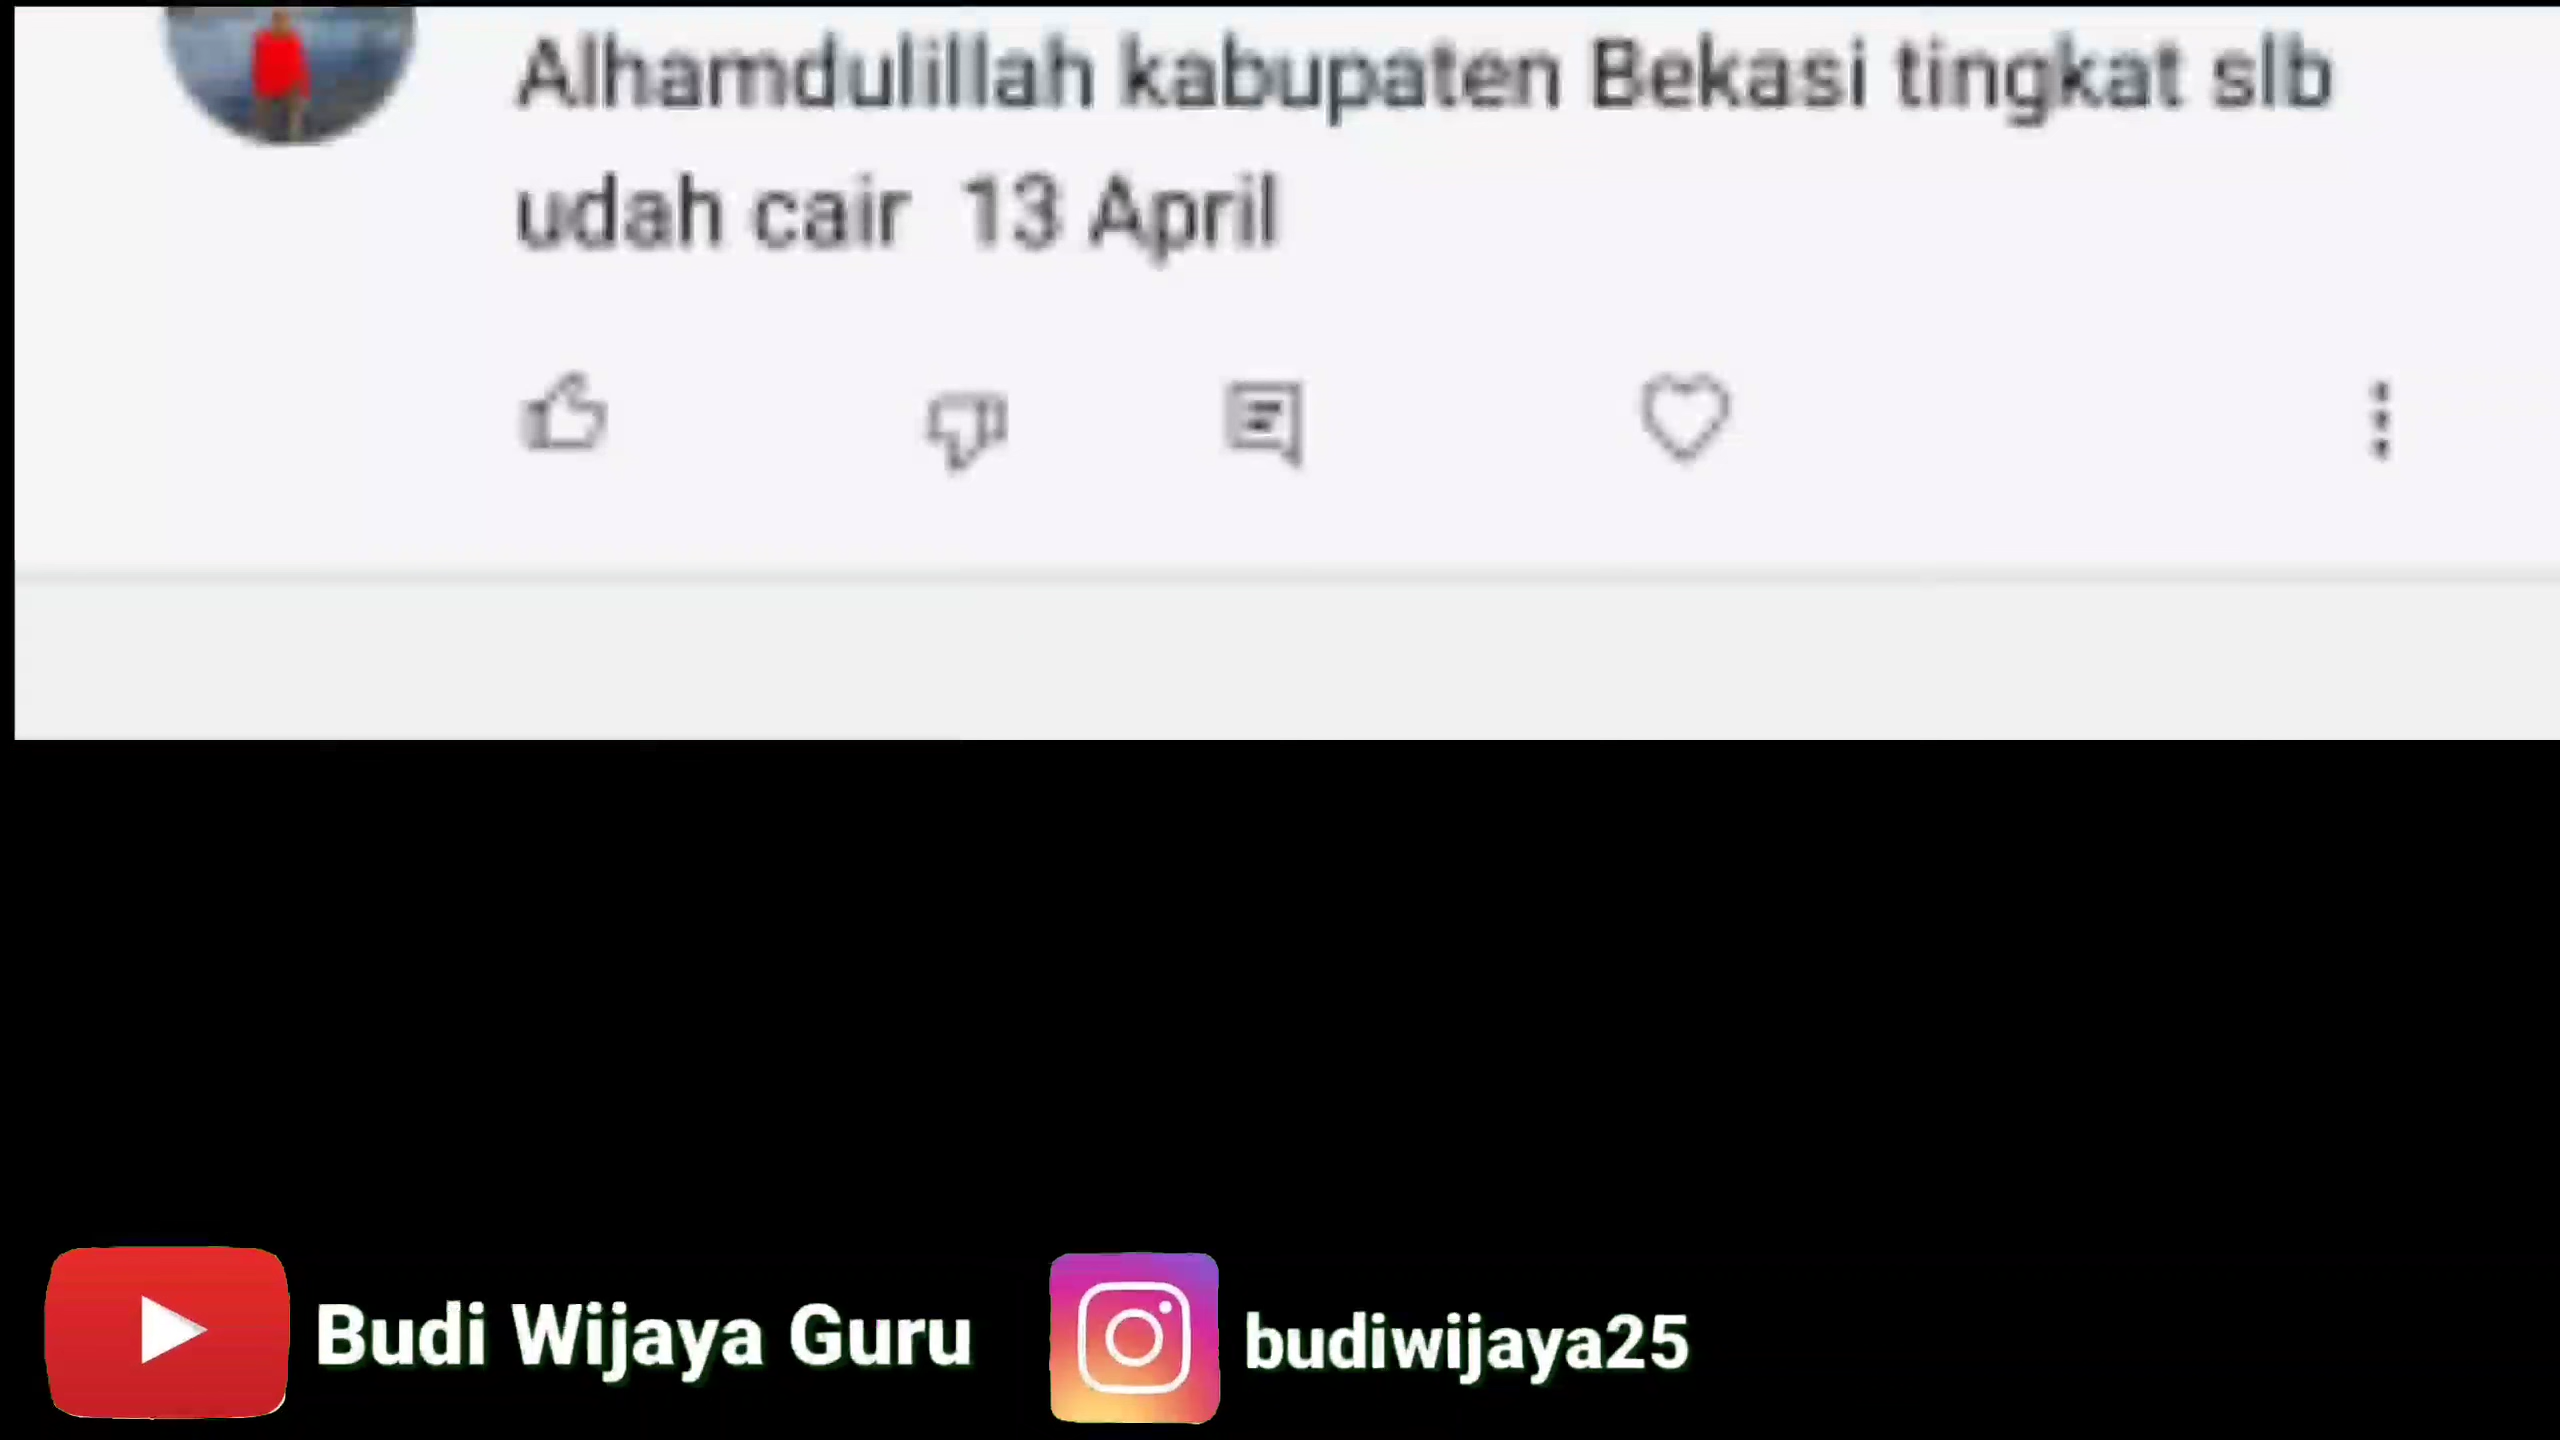 Alhamdulillah kabupaten Bekasi tingkat slb
udah cair 13 April
Budi Wijaya Guru
budiwijaya25